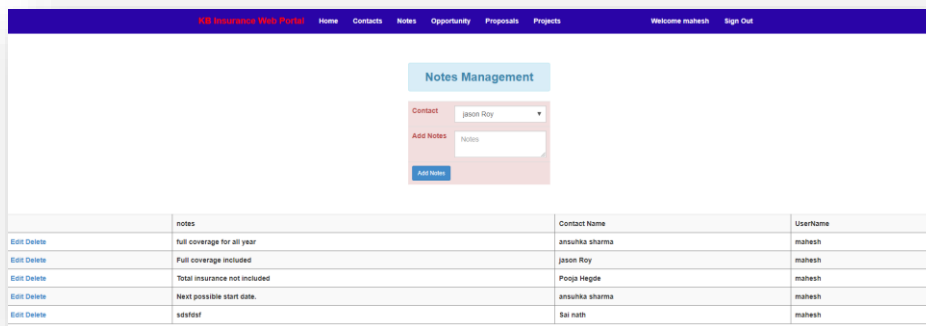 KB Insurance Web Portal Home Contacts Notes Opportunity Proposals Projects Welcome mahesh Sign Out
Notes Management
Contact jason Roy
Add Notes Notes
Add Notes
notes Contact Name UserName
Edit Delete full coverage for all year ansuhka sharma mahesh
Edit Delete Full coverage included jason Roy mahesh
Edit Delete Total insurance not included Pooja Hegde mahesh
Edit Delete Next possible start date. ansuhka sharma mahesh
Edit Delete sdsfdsf Sai nath mahesh